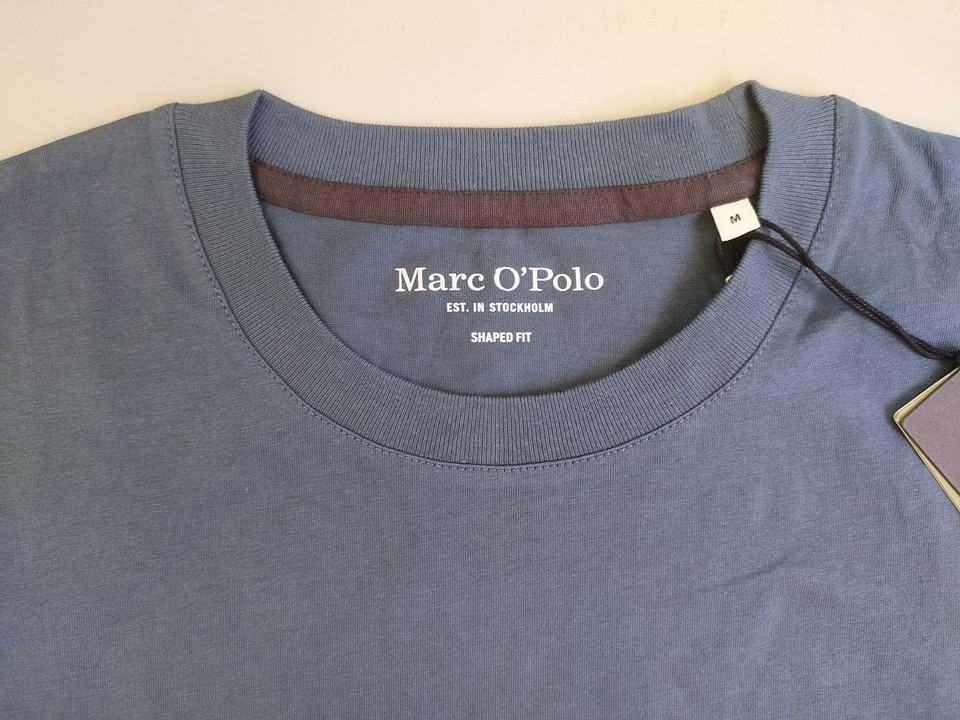 M
Marc O'Polo
EST. IN STOCKHOLM
SHAPED FIT